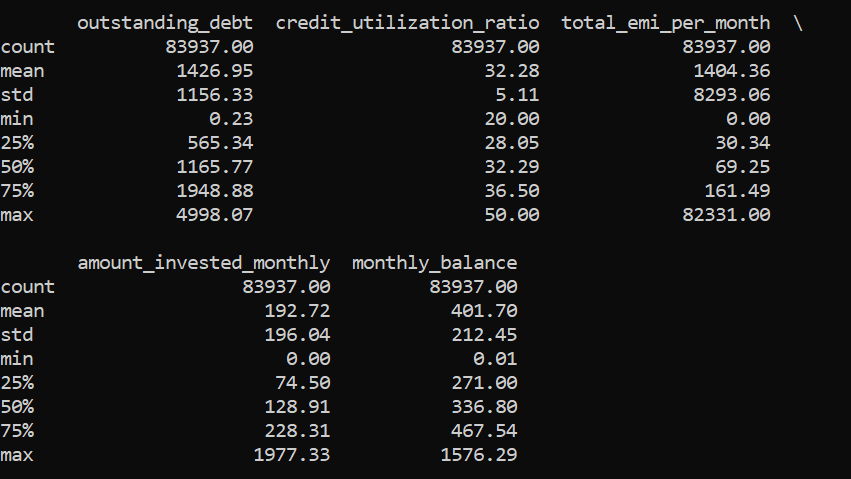 outstanding_debt  credit_utilization_ratio  total_emi_per_month  \
count          83937.00                  83937.00             83937.00
mean            1426.95                     32.28              1404.36
std             1156.33                      5.11              8293.06
min                0.23                     20.00                 0.00
25%              565.34                     28.05                30.34
50%             1165.77                     32.29                69.25
75%             1948.88                     36.50               161.49
max             4998.07                     50.00             82331.00

amount_invested_monthly  monthly_balance
count                 83937.00         83937.00
mean                    192.72           401.70
std                     196.04           212.45
min                       0.00             0.01
25%                      74.50           271.00
50%                     128.91           336.80
75%                     228.31           467.54
max                    1977.33          1576.29